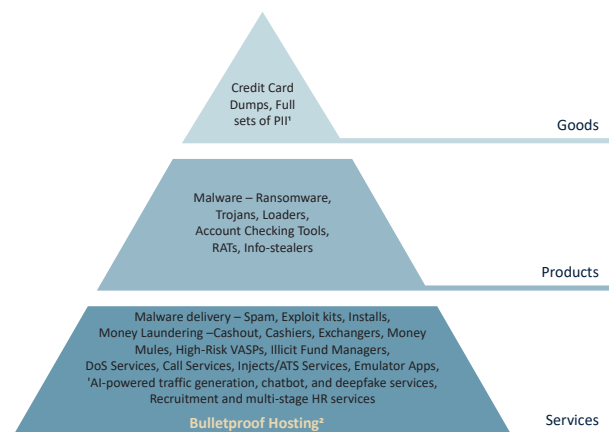 Credit Card
Dumps, Full
sets of PII¹
Goods
Malware – Ransomware,
Trojans, Loaders,
Account Checking Tools,
RATs, Info-stealers
Products
Malware delivery – Spam, Exploit kits, Installs,
Money Laundering –Cashout, Cashiers, Exchangers, Money
Mules, High-Risk VASPs, Illicit Fund Managers,
DoS Services, Call Services, Injects/ATS Services, Emulator Apps,
'AI-powered traffic generation, chatbot, and deepfake services,
Recruitment and multi-stage HR services
Bulletproof Hosting²
Services